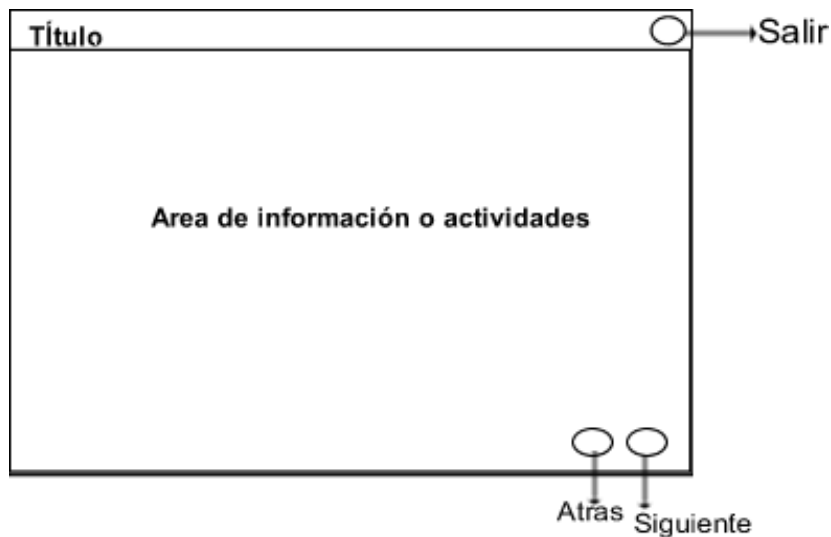 TÍtulo
Salir
Area de información o actividades
Atras
Siguiente